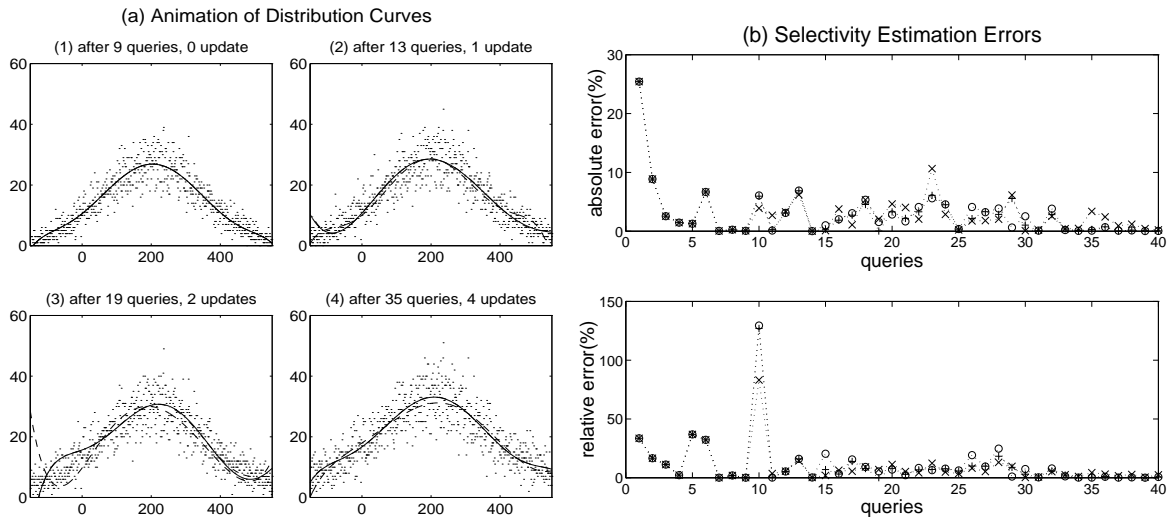 (a) Animation of Distribution Curves
(1) after 9 queries, 0 update
60
40
20
0
0 200 400
(2) after 13 queries, 1 update
60
40
20
0
0 200 400
(3) after 19 queries, 2 updates
60
40
20
0
0 200 400
(4) after 35 queries, 4 updates
60
40
20
0
0 200 400
(b) Selectivity Estimation Errors
absolute error(%)
30
20
10
0
0 5 10 15 20 25 30 35 40
queries
relative error(%)
150
100
50
0
0 5 10 15 20 25 30 35 40
queries